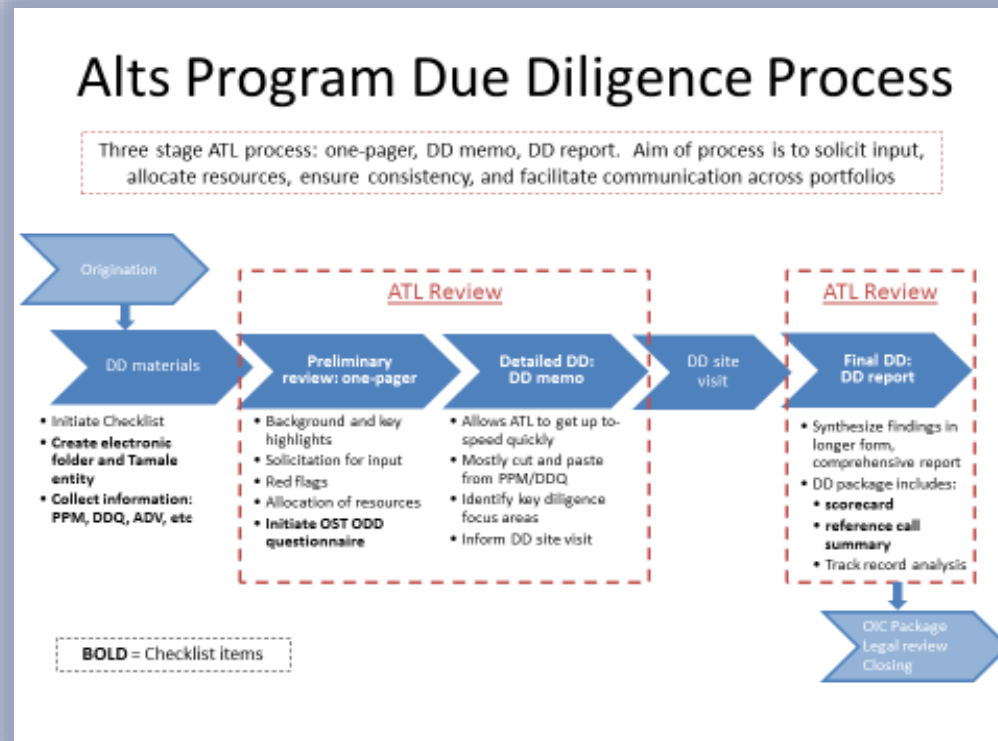 Alts Program Due Diligence Process
Three stage ATL process: one-pager, DD memo, DD report.  Aim of process is to solicit input,
allocate resources, ensure consistency, and facilitate communication across portfolios
Origination
ATL Review
ATL Review
DD materials
Preliminary
review: one-pager
Detailed DD:
DD memo
DD site
visit
Final DD:
DD report
• Initiate Checklist
• Create electronic
folder and Tamale
entity
• Collect information:
PPM, DDQ, ADV, etc
• Background and key
highlights
• Solicitation for input
• Red flags
• Allocation of resources
• Initiate OST ODD
questionnaire
• Allows ATL to get up to-
speed quickly
• Mostly cut and paste
from PPM/DDQ
• Identify key diligence
focus areas
• Inform DD site visit
• Synthesize findings in
longer form,
comprehensive report
• DD package includes:
• scorecard
• reference call
summary
• Track record analysis
OIC Package
Legal review
Closing
BOLD = Checklist items